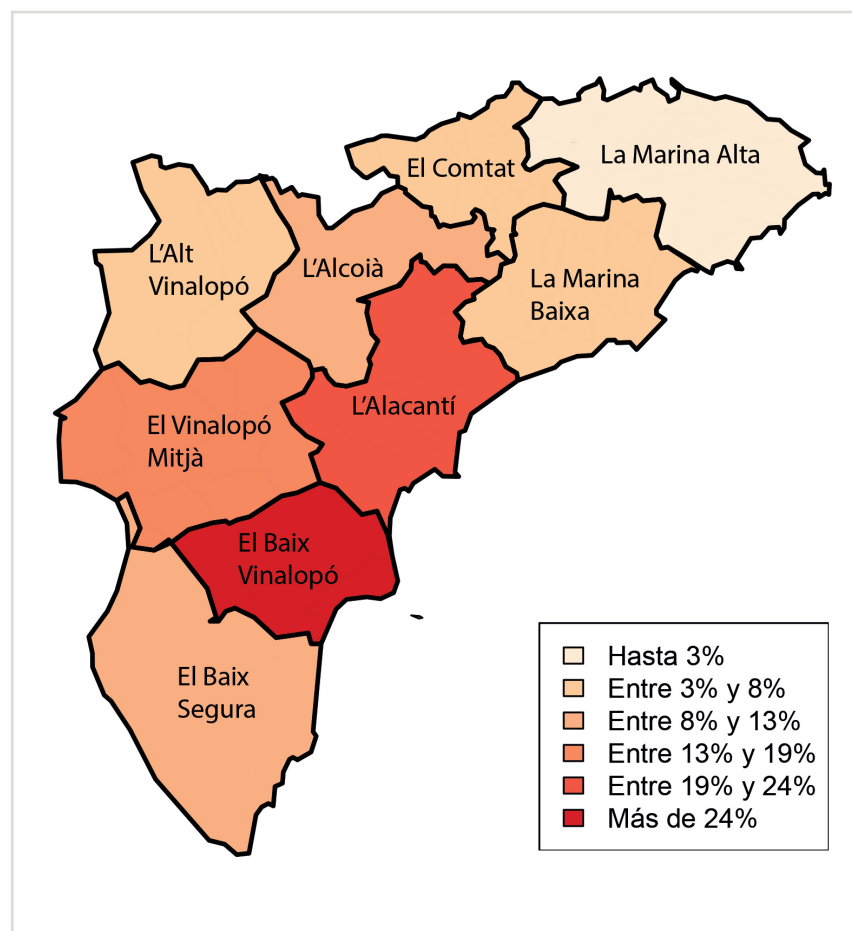 El Comtat
La Marina Alta
L'Alt
Vinalopó
L'Alcoià
La Marina
Baixa
L'Alacantí
El Vinalopó
Mitjà
El Baix
Vinalopó
El Baix
Segura
Hasta 3%
Entre 3% y 8%
Entre 8% y 13%
Entre 13% y 19%
Entre 19% y 24%
Más de 24%